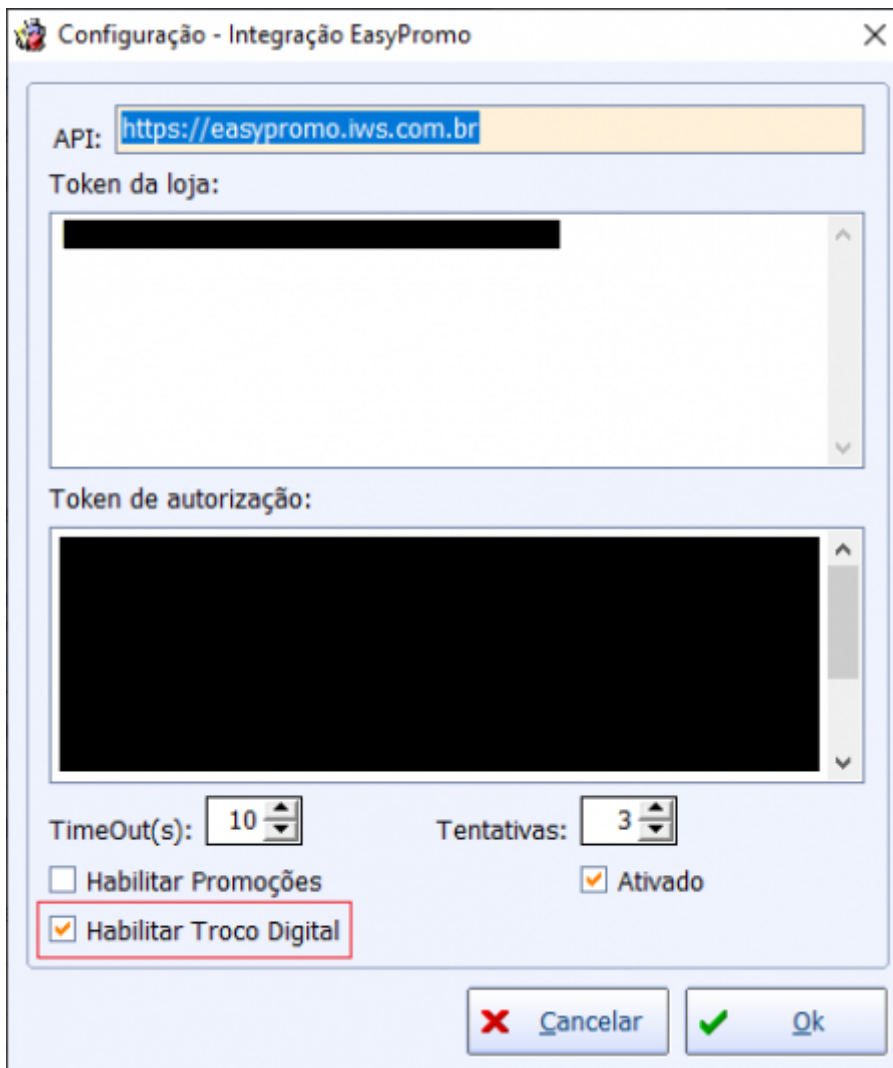 Configuração - Integração EasyPromo
API: https://easypromo.iws.com.br
Token da loja:
Token de autorização:
TimeOut(s): 10 Tentativas: 3
Habilitar Promoções Ativado
Habilitar Troco Digital
Cancelar Ok